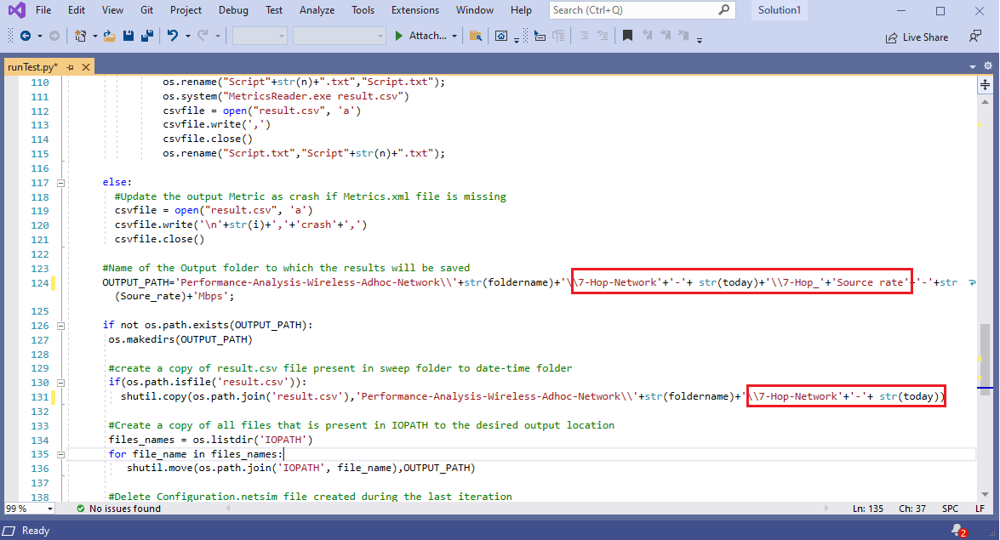 File Edit View Git Project Debug Test Analyze Tools Extensions Window Help Search (Ctrl+Q) Solution1
Attach... Live Share
runTest.py*
110 os.rename("Script"+str(n)+".txt","Script.txt");
111 os.system("MetricsReader.exe result.csv")
112 csvfile = open("result.csv", 'a')
113 csvfile.write(',')
114 csvfile.close()
115 os.rename("Script.txt","Script"+str(n)+".txt");
116
117 else:
118 #Update the output Metric as crash if Metrics.xml file is missing
119 csvfile = open("result.csv", 'a')
120 csvfile.write('\n'+str(i)+','+'crash'+',')
121 csvfile.close()
122
123 #Name of the Output folder to which the results will be saved
124 OUTPUT_PATH='Performance-Analysis-Wireless-Adhoc-Network\\'+str(foldername)+'\\7-Hop-Network'+'-'+ str(today)+'\\7-Hop_'+'Source rate'+'-'+str
(Soure_rate)+'Mbps';
125
126 if not os.path.exists(OUTPUT_PATH):
127 os.makedirs(OUTPUT_PATH)
128
129 #create a copy of result.csv file present in sweep folder to date-time folder
130 if(os.path.isfile('result.csv')):
131 shutil.copy(os.path.join('result.csv'),'Performance-Analysis-Wireless-Adhoc-Network\\'+str(foldername)+'\\7-Hop-Network'+'-'+ str(today))
132
133 #Create a copy of all files that is present in IOPATH to the desired output location
134 files_names = os.listdir('IOPATH')
135 for file_name in files_names:
136 shutil.move(os.path.join('IOPATH', file_name),OUTPUT_PATH)
137
138 #Delete Configuration.netsim file created during the last iteration
99 % No issues found Ln: 135 Ch: 37 SPC LF
Ready 2